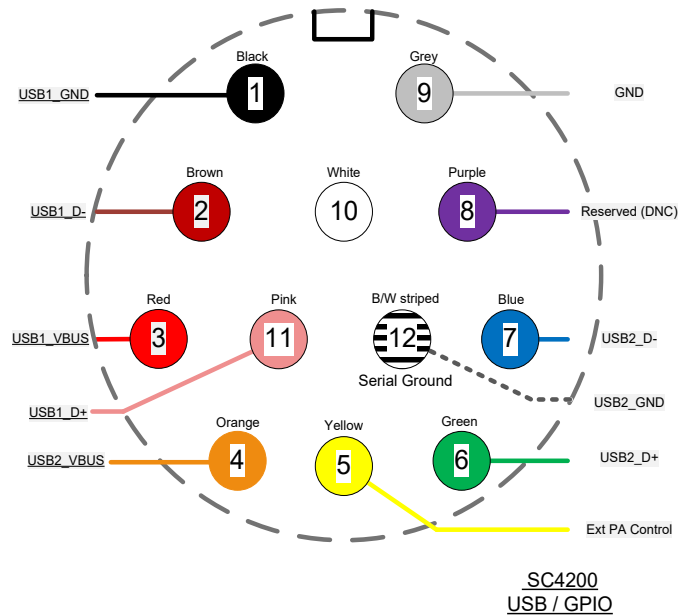 Black
Grey
1
9
USB1_GND
GND
Brown
White
Purple
USB1_D-
2
10
8
Reserved (DNC)
Red
Pink
B/W striped
Blue
USB1_VBUS
3
11
12
7
USB2_D-
Serial Ground
USB1_D+
USB2_GND
Orange
Yellow
Green
USB2_VBUS
4
5
6
USB2_D+
Ext PA Control
SC4200
USB / GPIO